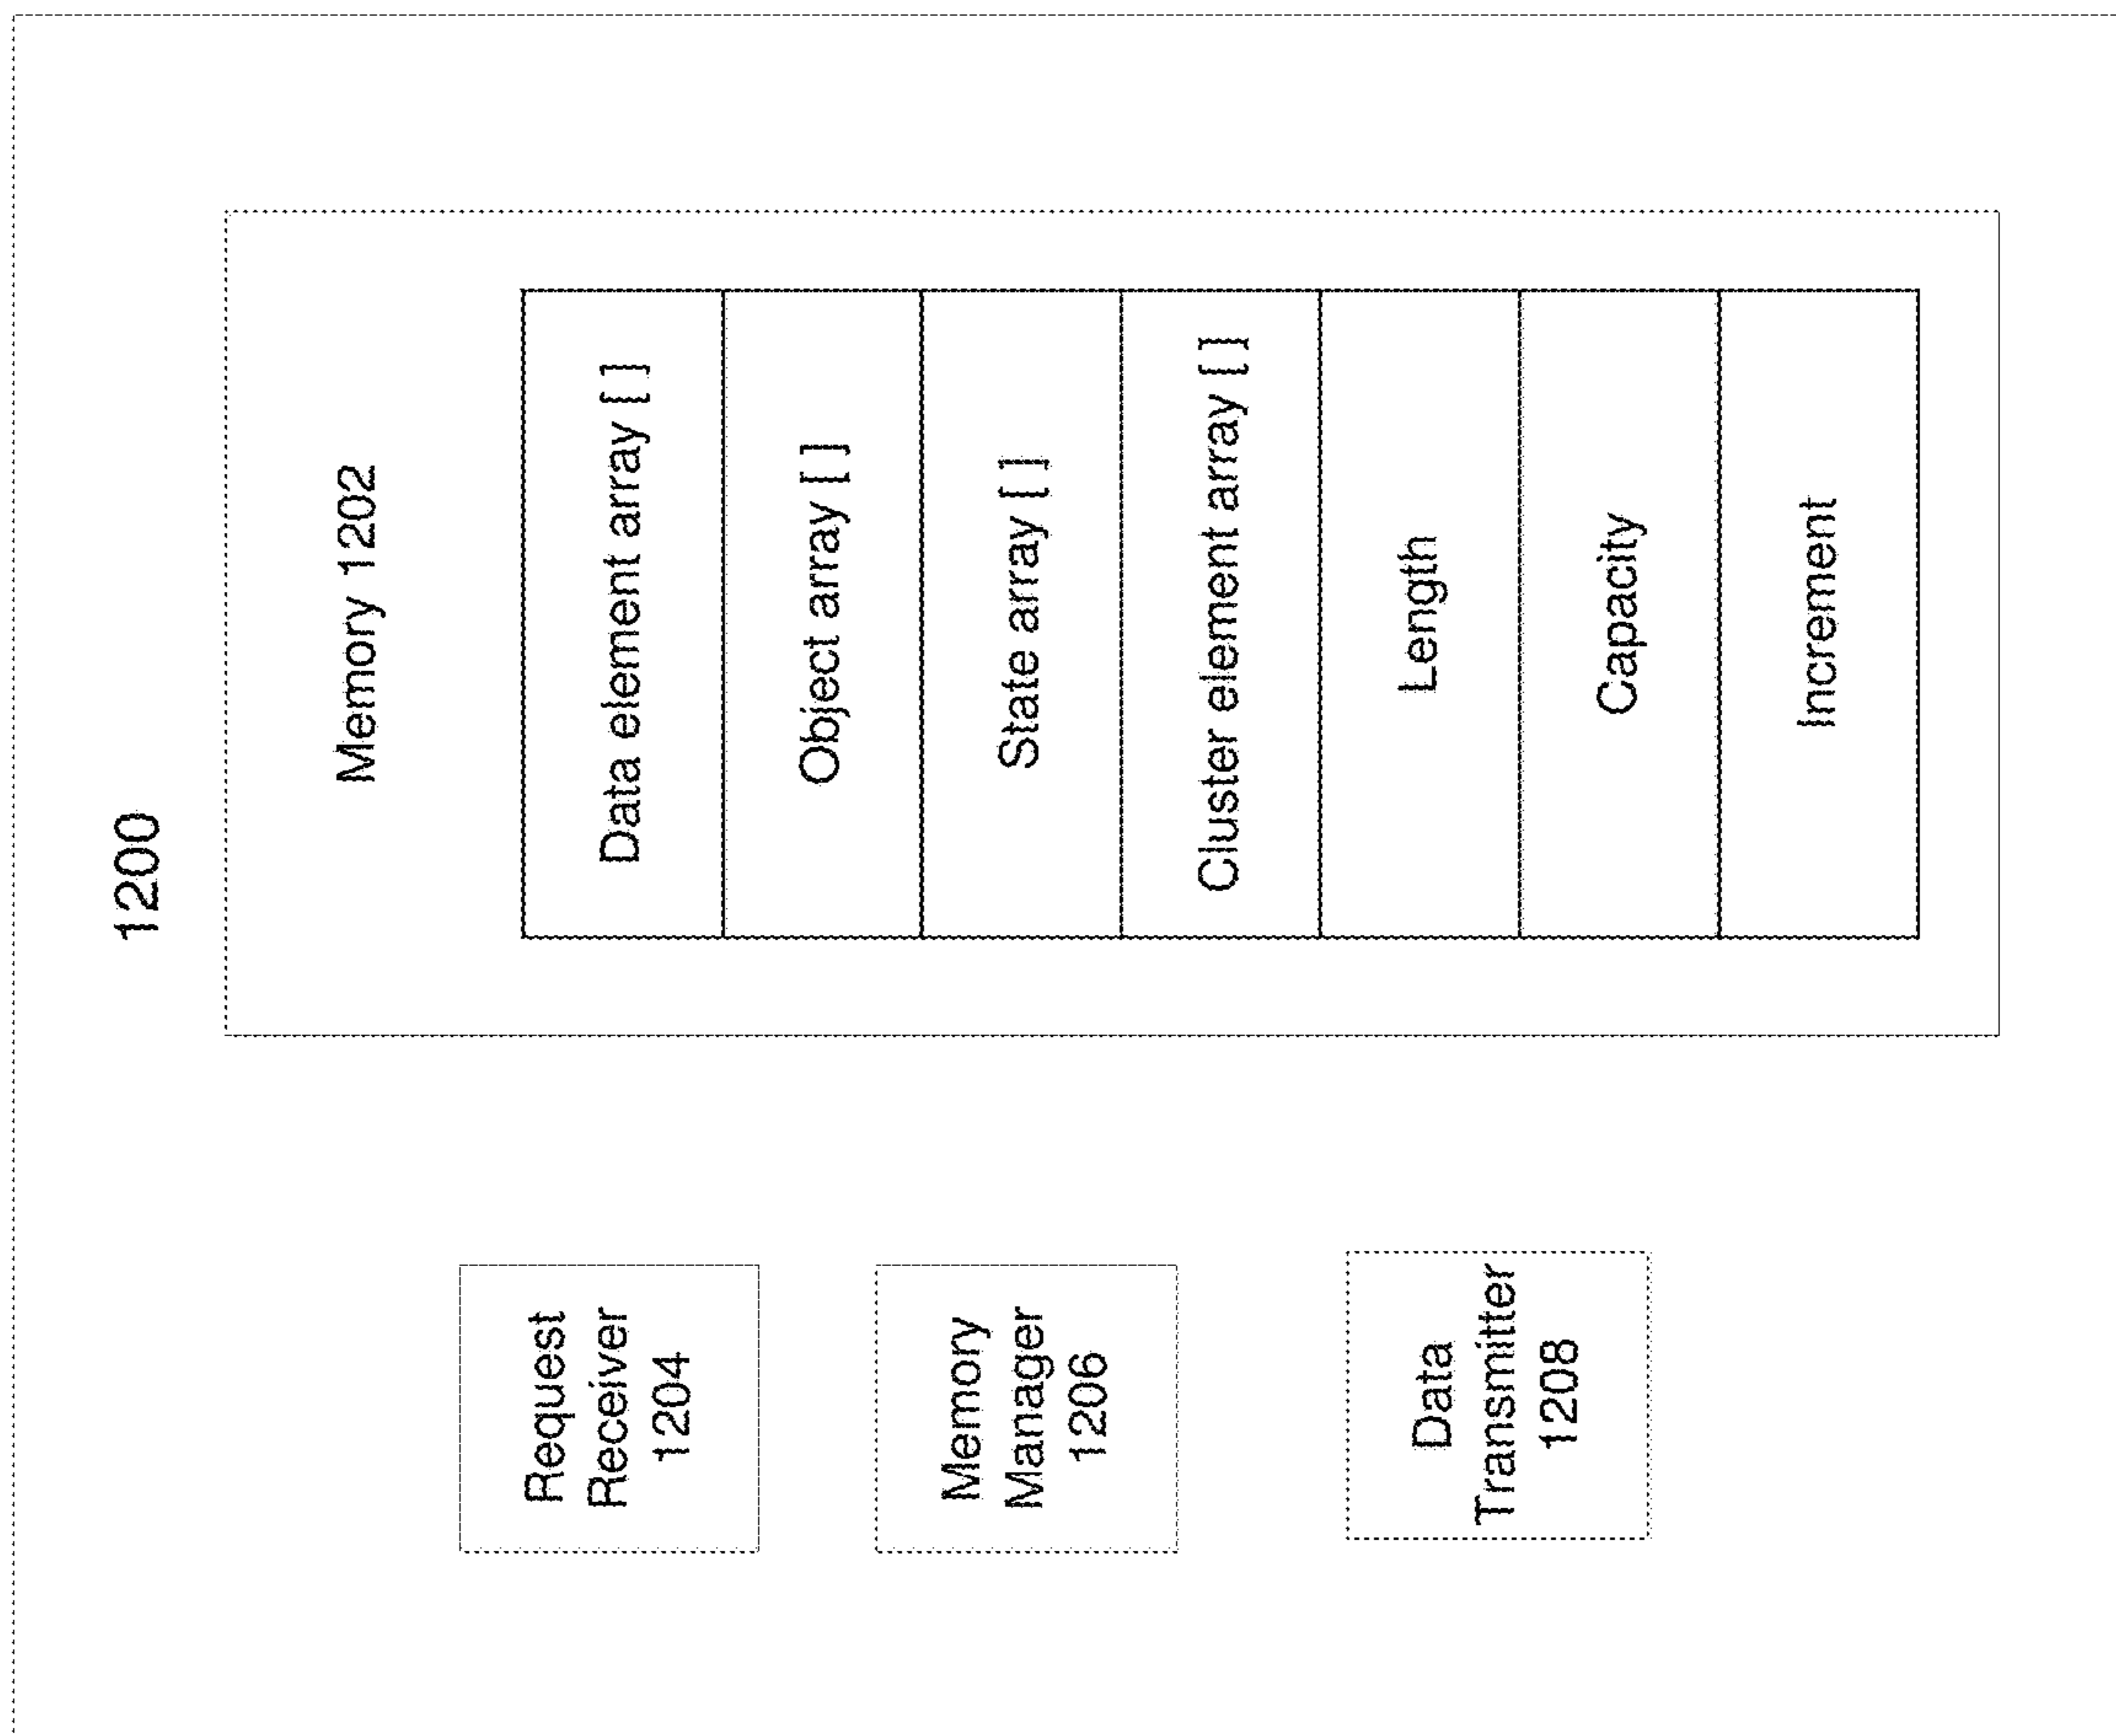 1200
Memory 1202
Data element array [ ]
Object array [ ]
State array [ ]
Cluster element array [ ]
Length
Capacity
Increment
Request
Receiver
1204
Memory
Manager
1206
Data
Transmitter
1208